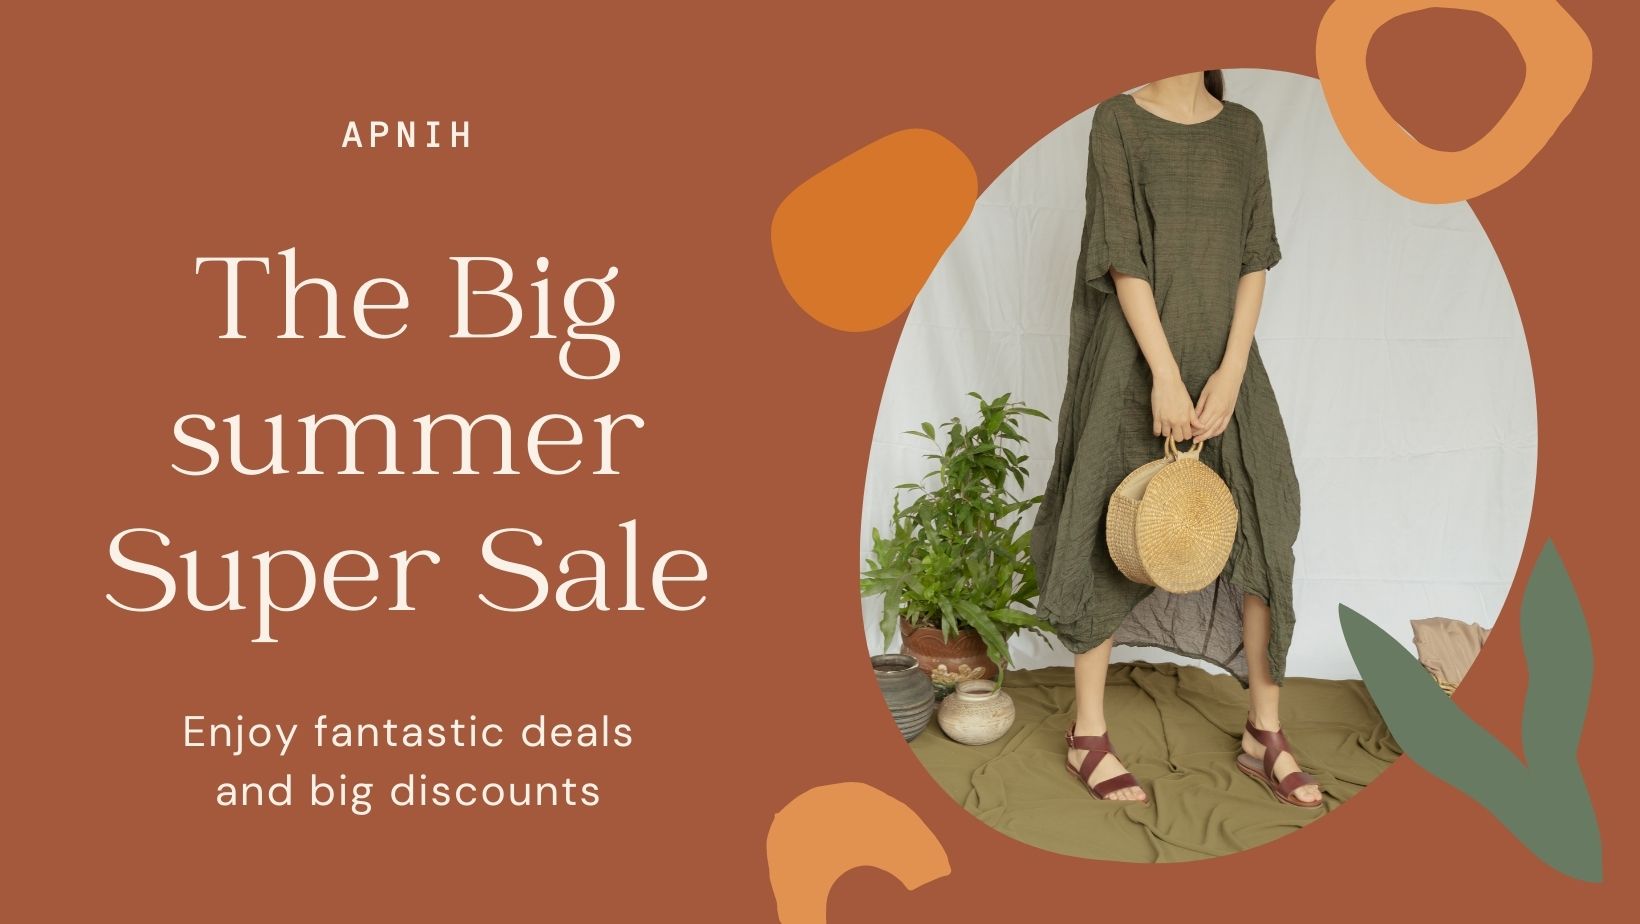 APNIH
The Big
summer
Super Sale
Enjoy fantastic deals
and big discounts